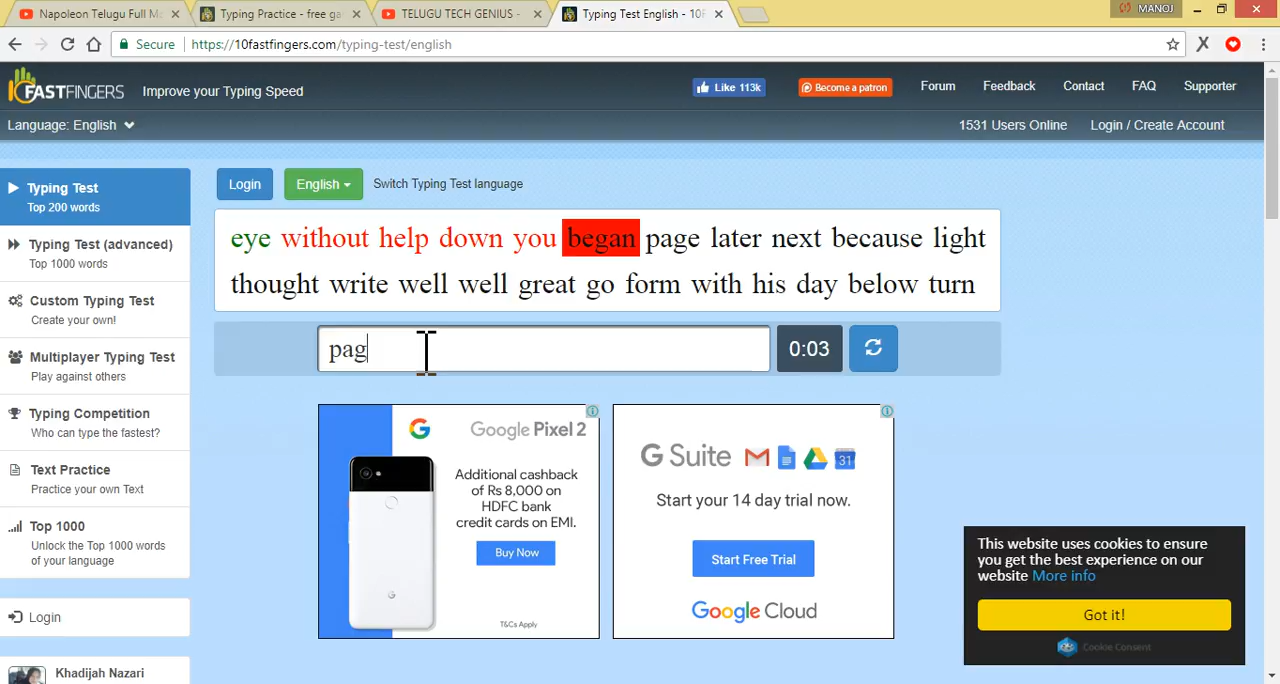 Napoleon Telugu Full Mo
Typing Practice - free ga
TELUGU TECH GENIUS -
Typing Test English - 10F
MANOJ
Secure
https://10fastfingers.com/typing-test/english
10FASTFINGERS
Improve your Typing Speed
Like 113k
Become a patron
Forum
Feedback
Contact
FAQ
Supporter
Language: English
1531 Users Online
Login / Create Account
Typing Test
Top 200 words
Typing Test (advanced)
Top 1000 words
Custom Typing Test
Create your own!
Multiplayer Typing Test
Play against others
Typing Competition
Who can type the fastest?
Text Practice
Practice your own Text
Top 1000
Unlock the Top 1000 words
of your language
Login
Khadijah Nazari
Login
English
Switch Typing Test language
eye without help down you began page later next because light
thought write well well great go form with his day below turn
pag
0:03
Google Pixel 2
Additional cashback
of Rs 8,000 on
HDFC bank
credit cards on EMI.
Buy Now
T&Cs Apply
G Suite
31
Start your 14 day trial now.
Start Free Trial
Google Cloud
This website uses cookies to ensure
you get the best experience on our
website More info
Got it!
Cookie Consent